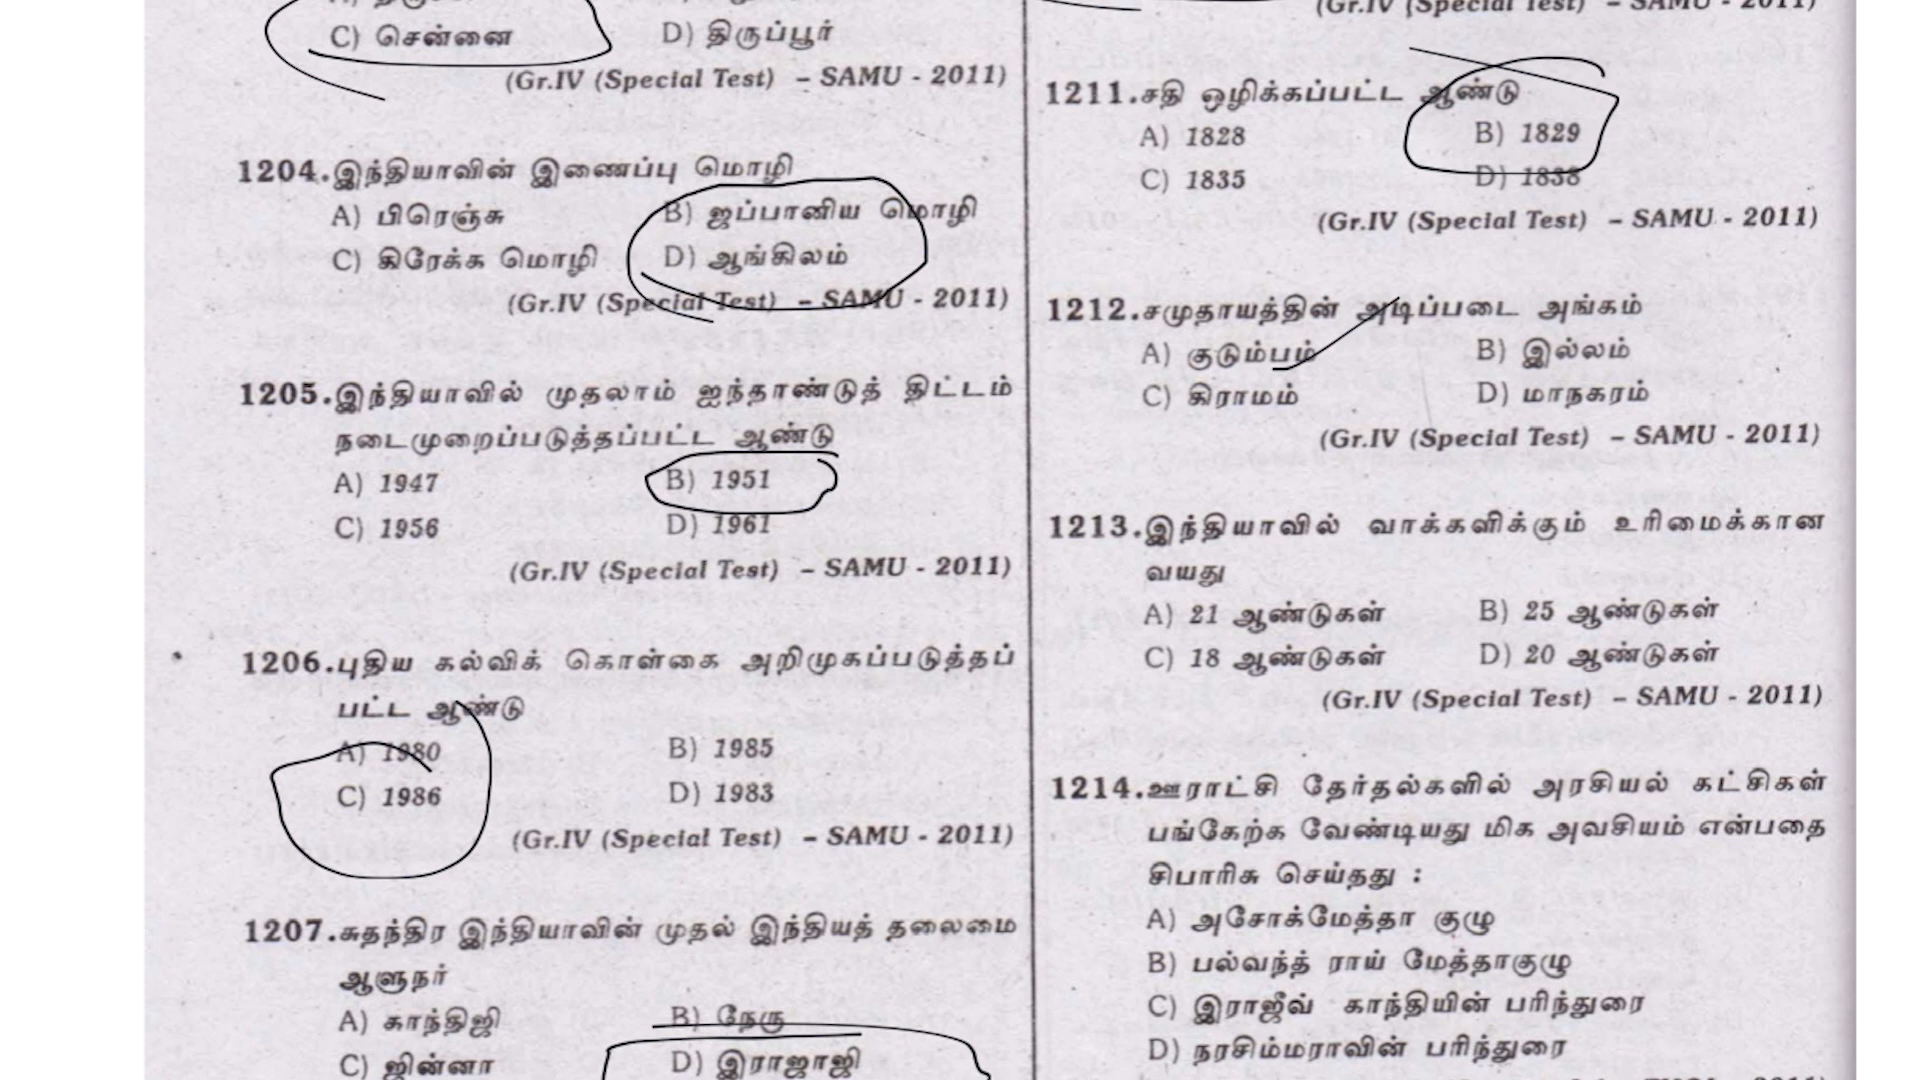 C) சென்னை D) திருப்பூர்
(Gr.IV (Special Test) – SAMU - 2011)
1204.இந்தியாவின் இணைப்பு மொழி
A) பிரெஞ்சு B) ஜப்பானிய மொழி
C) கிரேக்க மொழி D) ஆங்கிலம்
(Gr.IV (Special Test) – SAMU - 2011)
1205.இந்தியாவில் முதலாம் ஐந்தாண்டுத் திட்டம்
நடைமுறைப்படுத்தப்பட்ட ஆண்டு
A) 1947 B) 1951
C) 1956 D) 1961
(Gr.IV (Special Test) – SAMU - 2011)
1206.புதிய கல்விக் கொள்கை அறிமுகப்படுத்தப்
பட்ட ஆண்டு
A) 1980 B) 1985
C) 1986 D) 1983
(Gr.IV (Special Test) – SAMU - 2011)
1207.சுதந்திர இந்தியாவின் முதல் இந்தியத் தலைமை
ஆளுநர்
A) காந்திஜி B) நேரு
C) ஜின்னா D) இராஜாஜி
(Gr.IV (Special Test) – SAMU - 2011)
1211.சதி ஒழிக்கப்பட்ட ஆண்டு
A) 1828 B) 1829
C) 1835 D) 1838
(Gr.IV (Special Test) – SAMU - 2011)
1212.சமுதாயத்தின் அடிப்படை அங்கம்
A) குடும்பம் B) இல்லம்
C) கிராமம் D) மாநகரம்
(Gr.IV (Special Test) – SAMU - 2011)
1213.இந்தியாவில் வாக்களிக்கும் உரிமைக்கான
வயது
A) 21 ஆண்டுகள் B) 25 ஆண்டுகள்
C) 18 ஆண்டுகள் D) 20 ஆண்டுகள்
(Gr.IV (Special Test) – SAMU - 2011)
1214.ஊராட்சி தேர்தல்களில் அரசியல் கட்சிகள்
பங்கேற்க வேண்டியது மிக அவசியம் என்பதை
சிபாரிசு செய்தது :
A) அசோக்மேத்தா குழு
B) பல்வந்த் ராய் மேத்தாகுழு
C) இராஜீவ் காந்தியின் பரிந்துரை
D) நரசிம்மராவின் பரிந்துரை